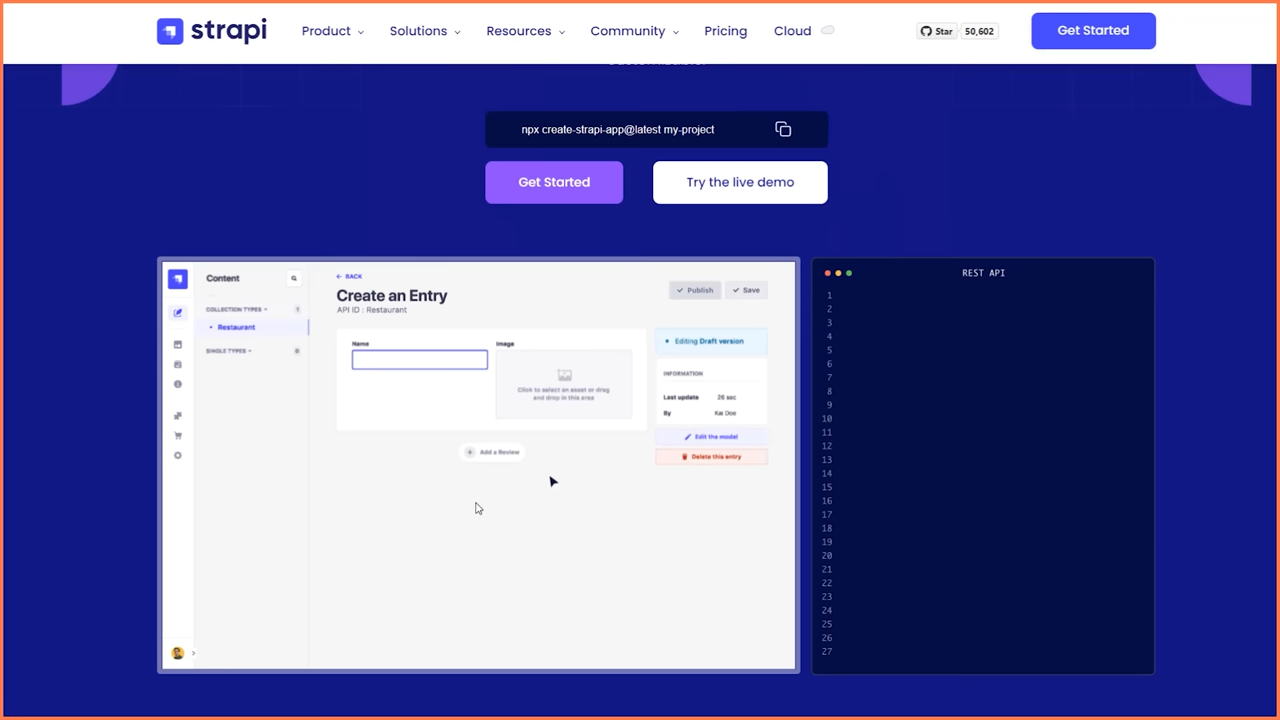 strapi
Product
Solutions
Resources
Community
Pricing
Cloud
Star
50,602
Get Started
npx create-strapi-app@latest my-project
Get Started
Try the live demo
Content
COLLECTION TYPES
1
Restaurant
SINGLE TYPES
0
BACK
Create an Entry
API ID : Restaurant
Publish
Save
Name
Image
Click to select an asset or drag
and drop in this area
Add a Review
Editing Draft version
INFORMATION
Last update 26 sec
By Kai Doe
Edit the model
Delete this entry
REST API
1
2
3
4
5
6
7
8
9
10
11
12
13
14
15
16
17
18
19
20
21
22
23
24
25
26
27